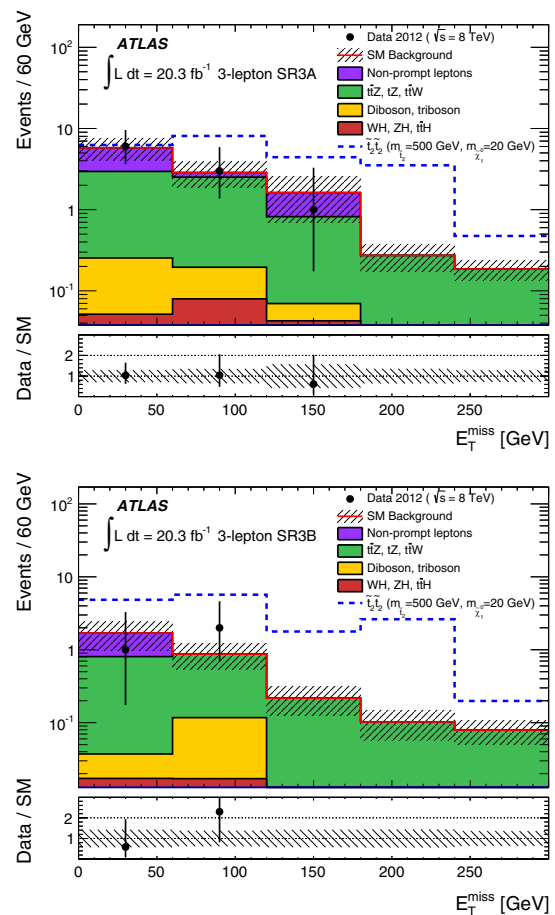 ATLAS
∫ L dt = 20.3 fb⁻¹ 3-lepton SR3A
Data 2012 ( √s = 8 TeV)
SM Background
Non-prompt leptons
tt̄Z, tZ, tt̄W
Diboson, triboson
WH, ZH, tt̄H
t̃₂t̃₂ (m_t̃₂=500 GeV, m_χ̃₁⁰=20 GeV)
Events / 60 GeV
10²
10
1
10⁻¹
Data / SM
2
1
0 50 100 150 200 250
E_T^miss [GeV]
ATLAS
∫ L dt = 20.3 fb⁻¹ 3-lepton SR3B
Data 2012 ( √s = 8 TeV)
SM Background
Non-prompt leptons
tt̄Z, tZ, tt̄W
Diboson, triboson
WH, ZH, tt̄H
t̃₂t̃₂ (m_t̃₂=500 GeV, m_χ̃₁⁰=20 GeV)
Events / 60 GeV
10²
10
1
10⁻¹
Data / SM
2
1
0 50 100 150 200 250
E_T^miss [GeV]